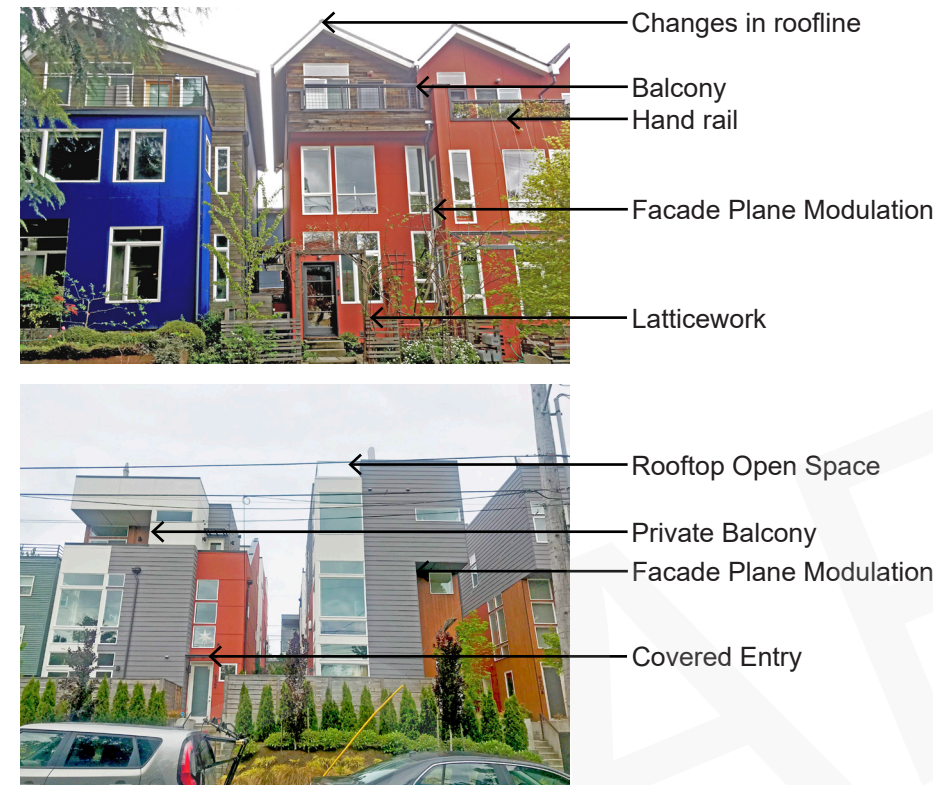 Changes in roofline
Balcony
Hand rail
Facade Plane Modulation
Latticework
Rooftop Open Space
Private Balcony
Facade Plane Modulation
Covered Entry